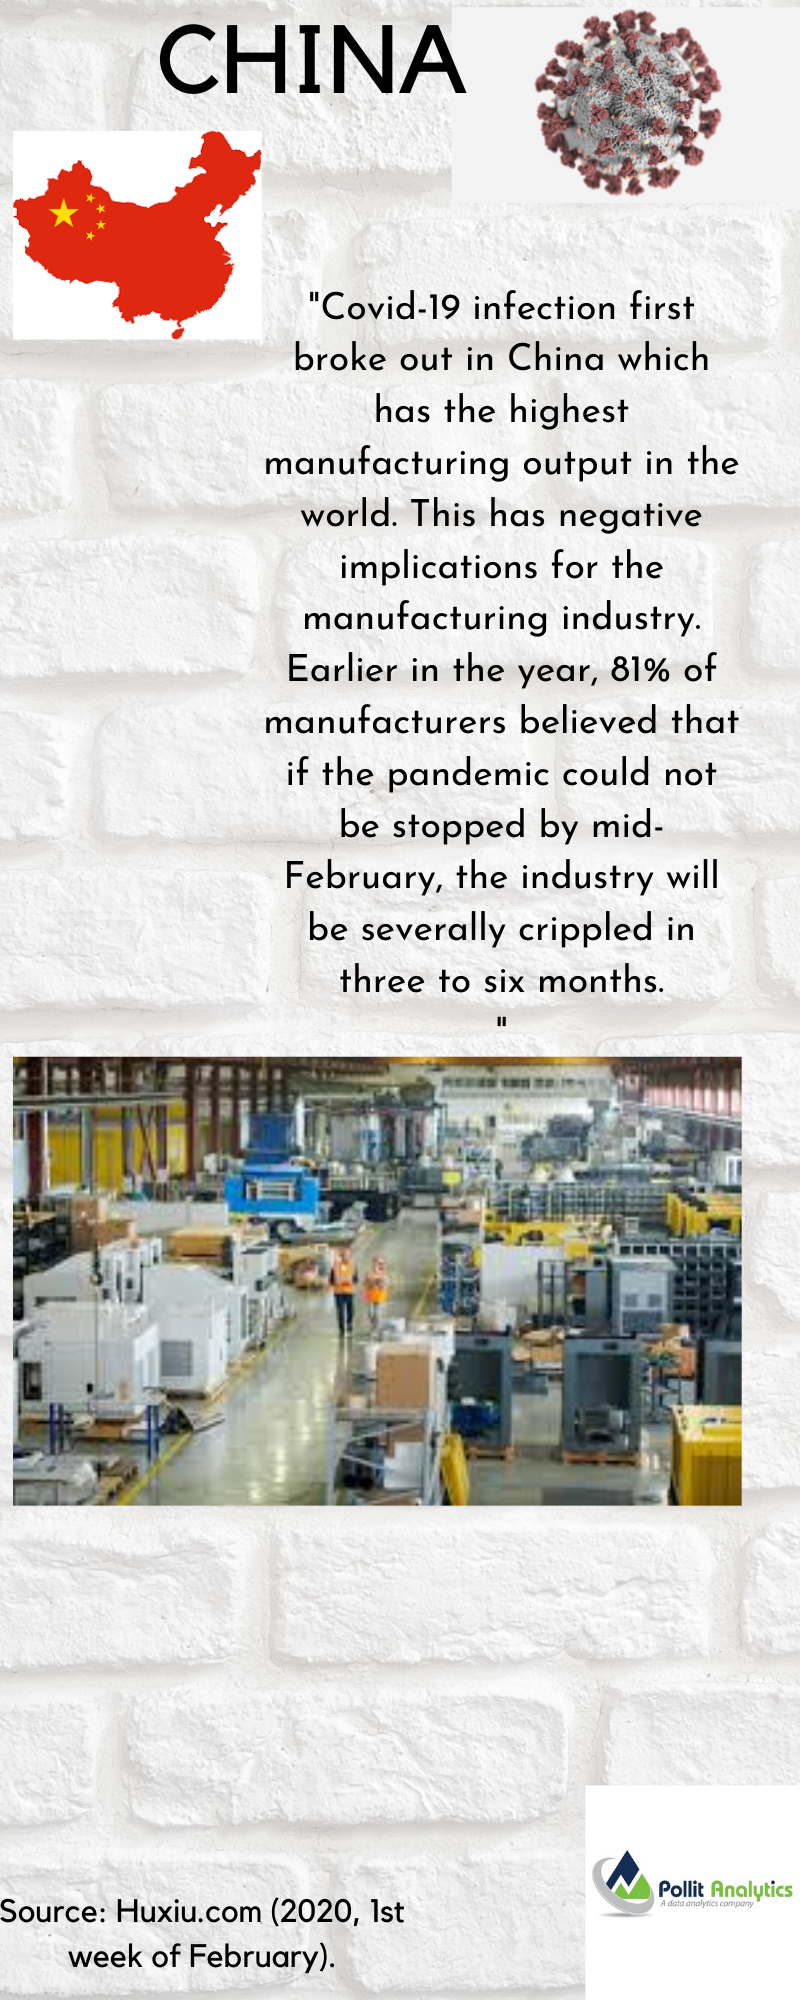 CHINA
"Covid-19 infection first
broke out in China which
has the highest
manufacturing output in the
world. This has negative
implications for the
manufacturing industry.
Earlier in the year, 81% of
manufacturers believed that
if the pandemic could not
be stopped by mid-
February, the industry will
be severally crippled in
three to six months.
"
Pollit Analytics
A data analytics company
Source: Huxiu.com (2020, 1st
week of February).